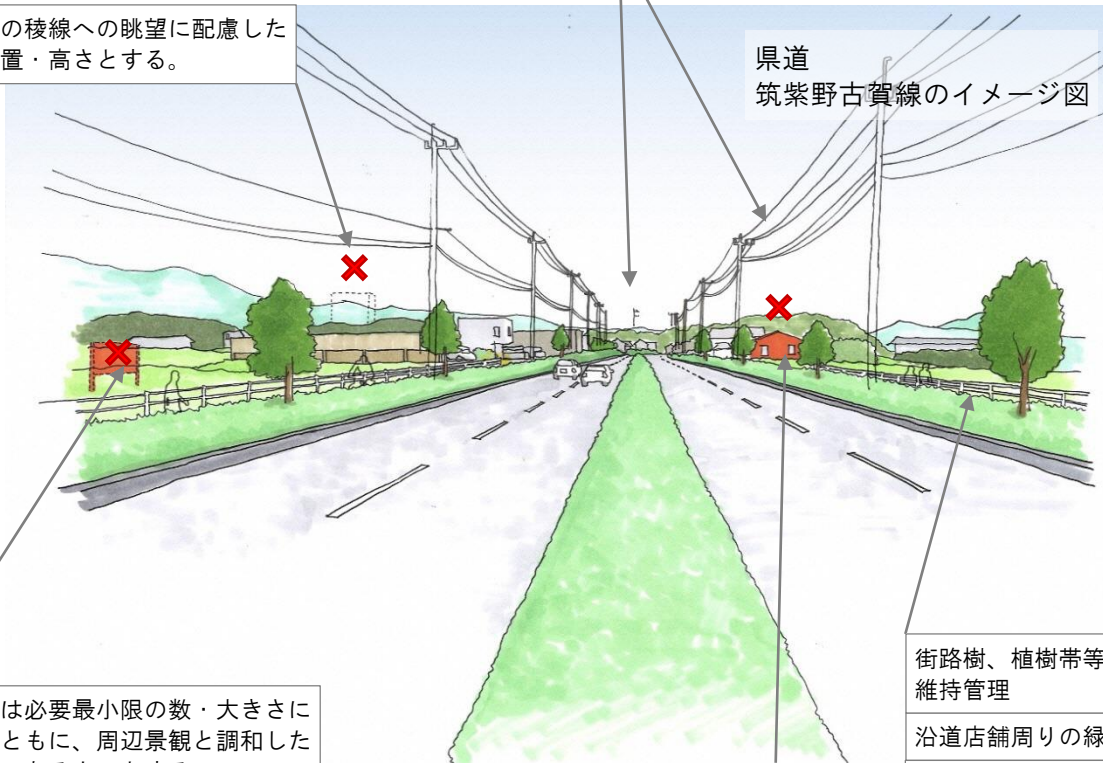 の稜線への眺望に配慮した
置・高さとする。
県道
筑紫野古賀線のイメージ図
街路樹、植樹帯等
維持管理
沿道店舗周りの緑
は必要最小限の数・大きさに
ともに、周辺景観と調和した